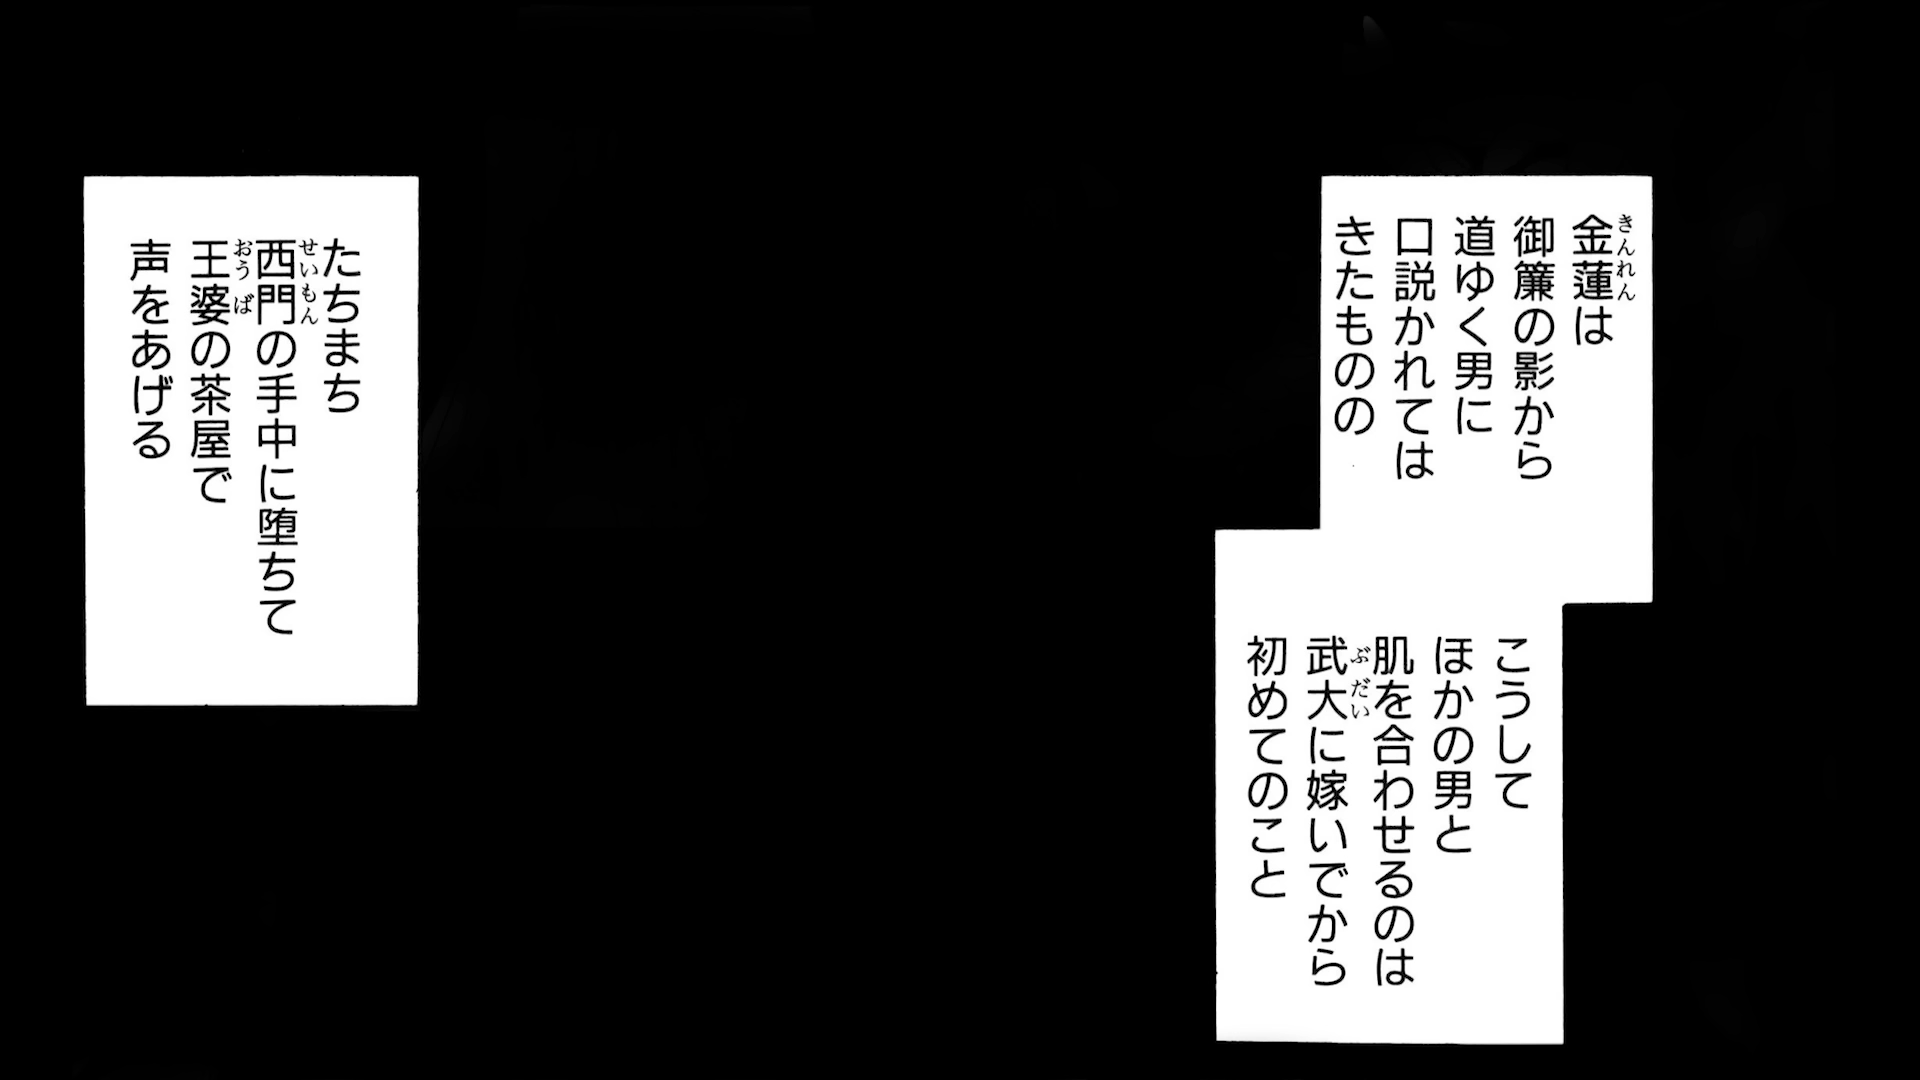 金蓮は
御簾の影から
道ゆく男に
口説かれては
きたものの
こうして
ほかの男と
肌を合わせるのは
武大に嫁いでから
初めてのこと
たちまち
西門の手中に堕ちて
王婆の茶屋で
声をあげる